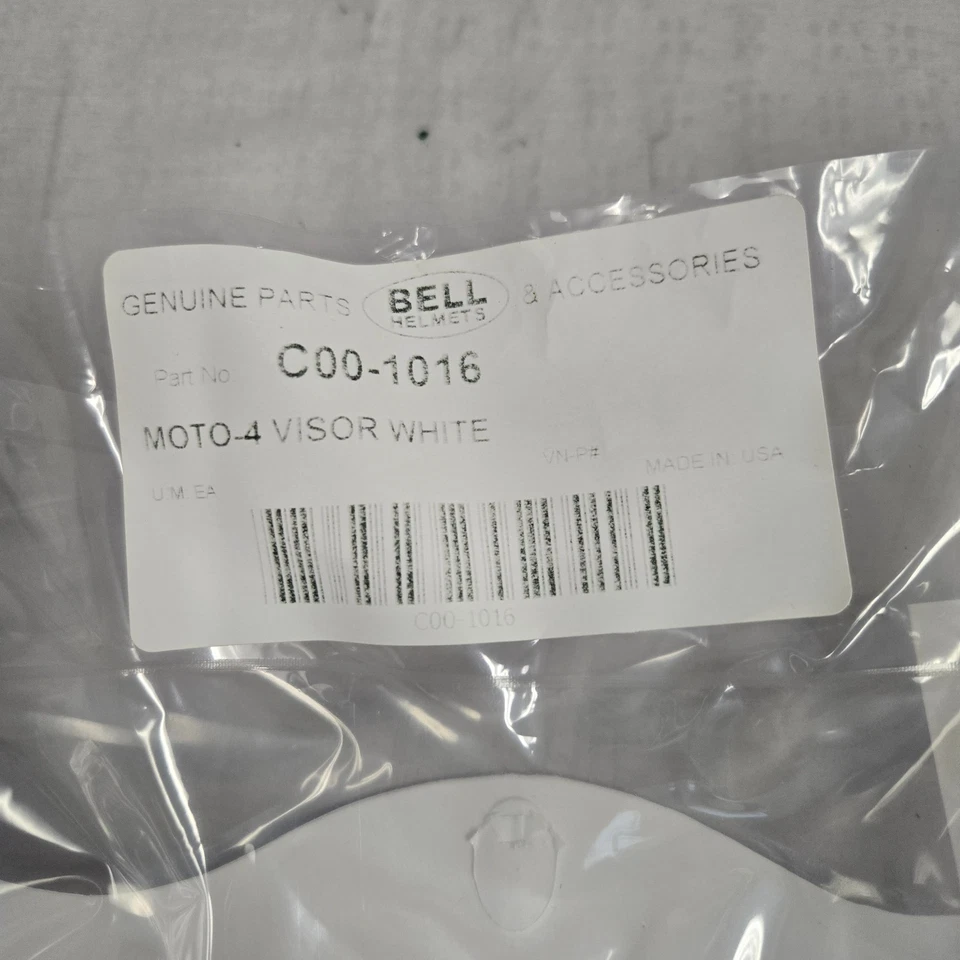 GENUINE PARTS BELL HELMETS & ACCESSORIES
Part No C00-1016
MOTO-4 VISOR WHITE
VN-P# MADE IN USA
U.M. EA
C00-1016